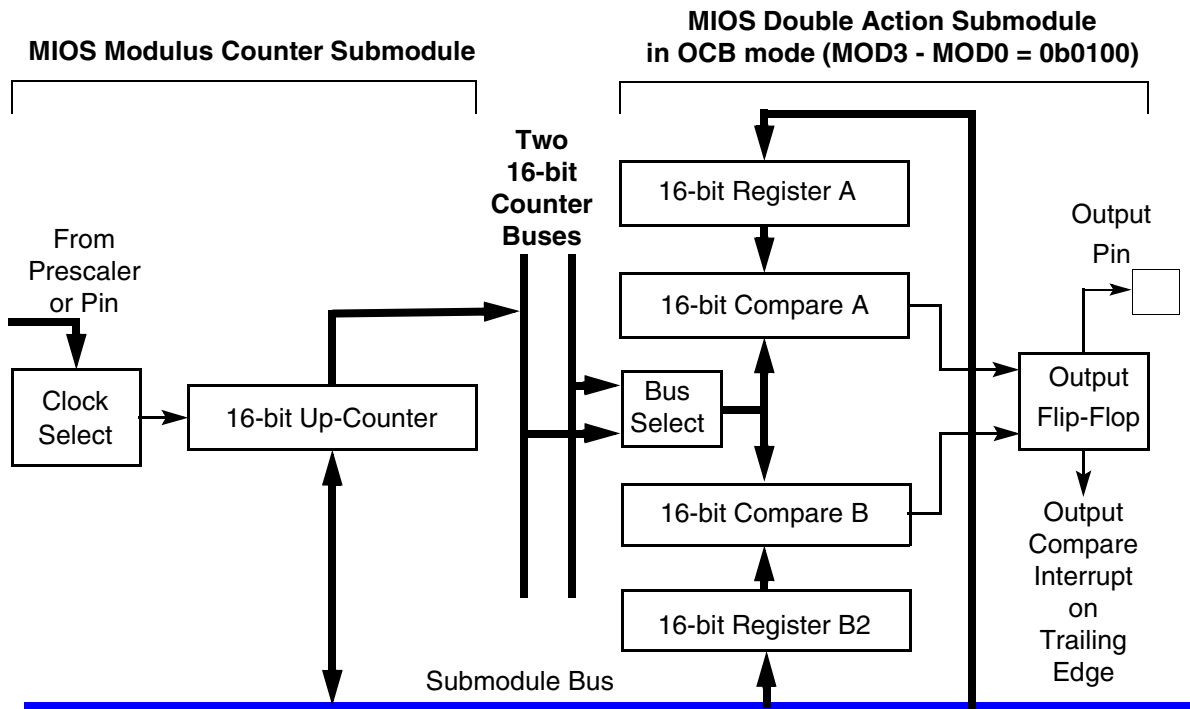 MIOS Modulus Counter Submodule
MIOS Double Action Submodule
in OCB mode (MOD3 - MOD0 = 0b0100)
Two
16-bit
Counter
Buses
From
Prescaler
or Pin
Clock
Select
16-bit Up-Counter
16-bit Register A
16-bit Compare A
Bus
Select
16-bit Compare B
16-bit Register B2
Output
Pin
Output
Flip-Flop
Output
Compare
Interrupt
on
Trailing
Edge
Submodule Bus